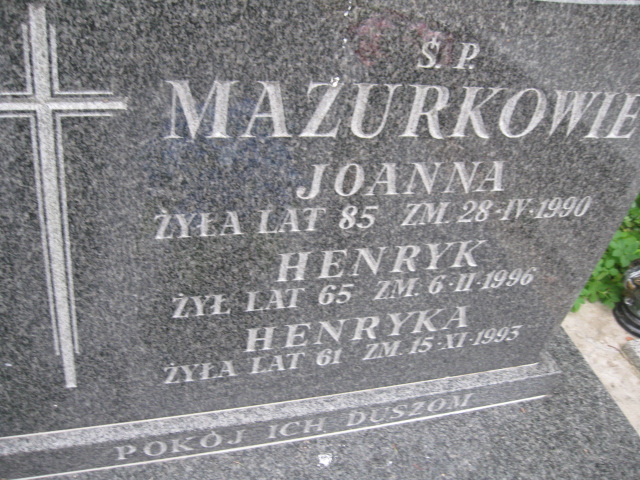 Ś. P.
MAŻURKOWIE
JOANNA
ŻYŁA LAT 85 ZM. 28-IV-1990
HENRYK
ŻYŁ LAT 65 ZM. 6-II-1996
HENRYKA
ŻYŁA LAT 61 ZM. 15-XI-1993
POKÓJ ICH DUSZOM